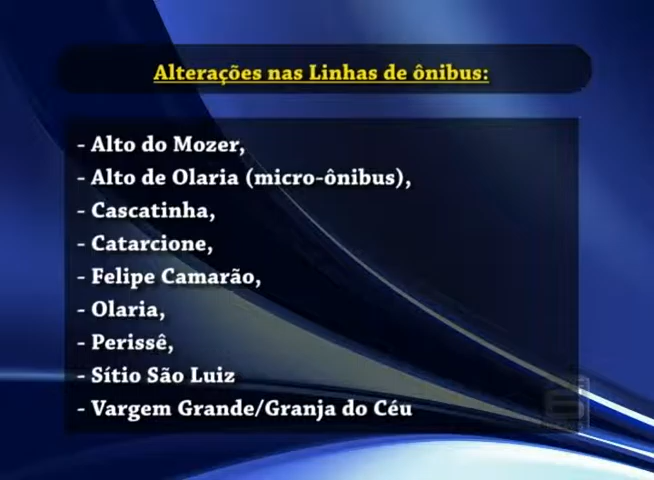 Alterações nas Linhas de ônibus:
- Alto do Mozer,
- Alto de Olaria (micro-ônibus),
- Cascatinha,
- Catarcione,
- Felipe Camarão,
- Olaria,
- Perissê,
- Sítio São Luiz
- Vargem Grande/Granja do Céu